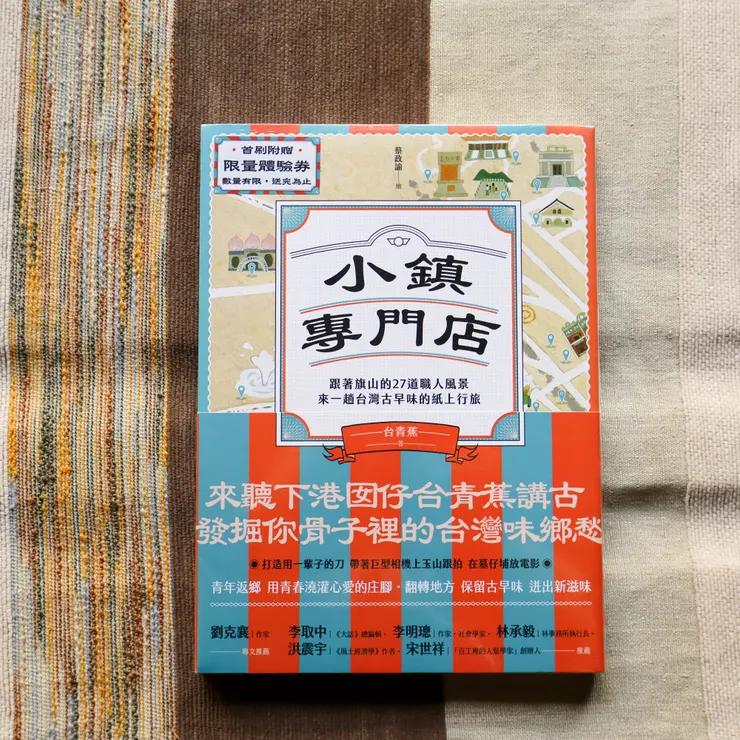 首刷附贈
限量體驗券
數量有限・送完為止
蔡政諭 繪
小鎮
專門店
跟著旗山的27道職人風景
來一趟台灣古早味的紙上行旅
台青蕉
著
來聽下港囡仔台青蕉講古
發掘你骨子裡的台灣味鄉愁
◉打造用一輩子的刀 帶著巨型相機上玉山跟拍 在墓仔埔放電影◉
青年返鄉 用青春澆灌心愛的庄腳・翻轉地方 保留古早味 迸出新滋味
劉克襄|作家 李取中|《大誌》總編輯、李明璁|作家、社會學家、林承毅|林事務所執行長、
專文推薦 洪震宇|《風土經濟學》作者、宋世祥|「百工裡的人類學家」創辦人 推薦